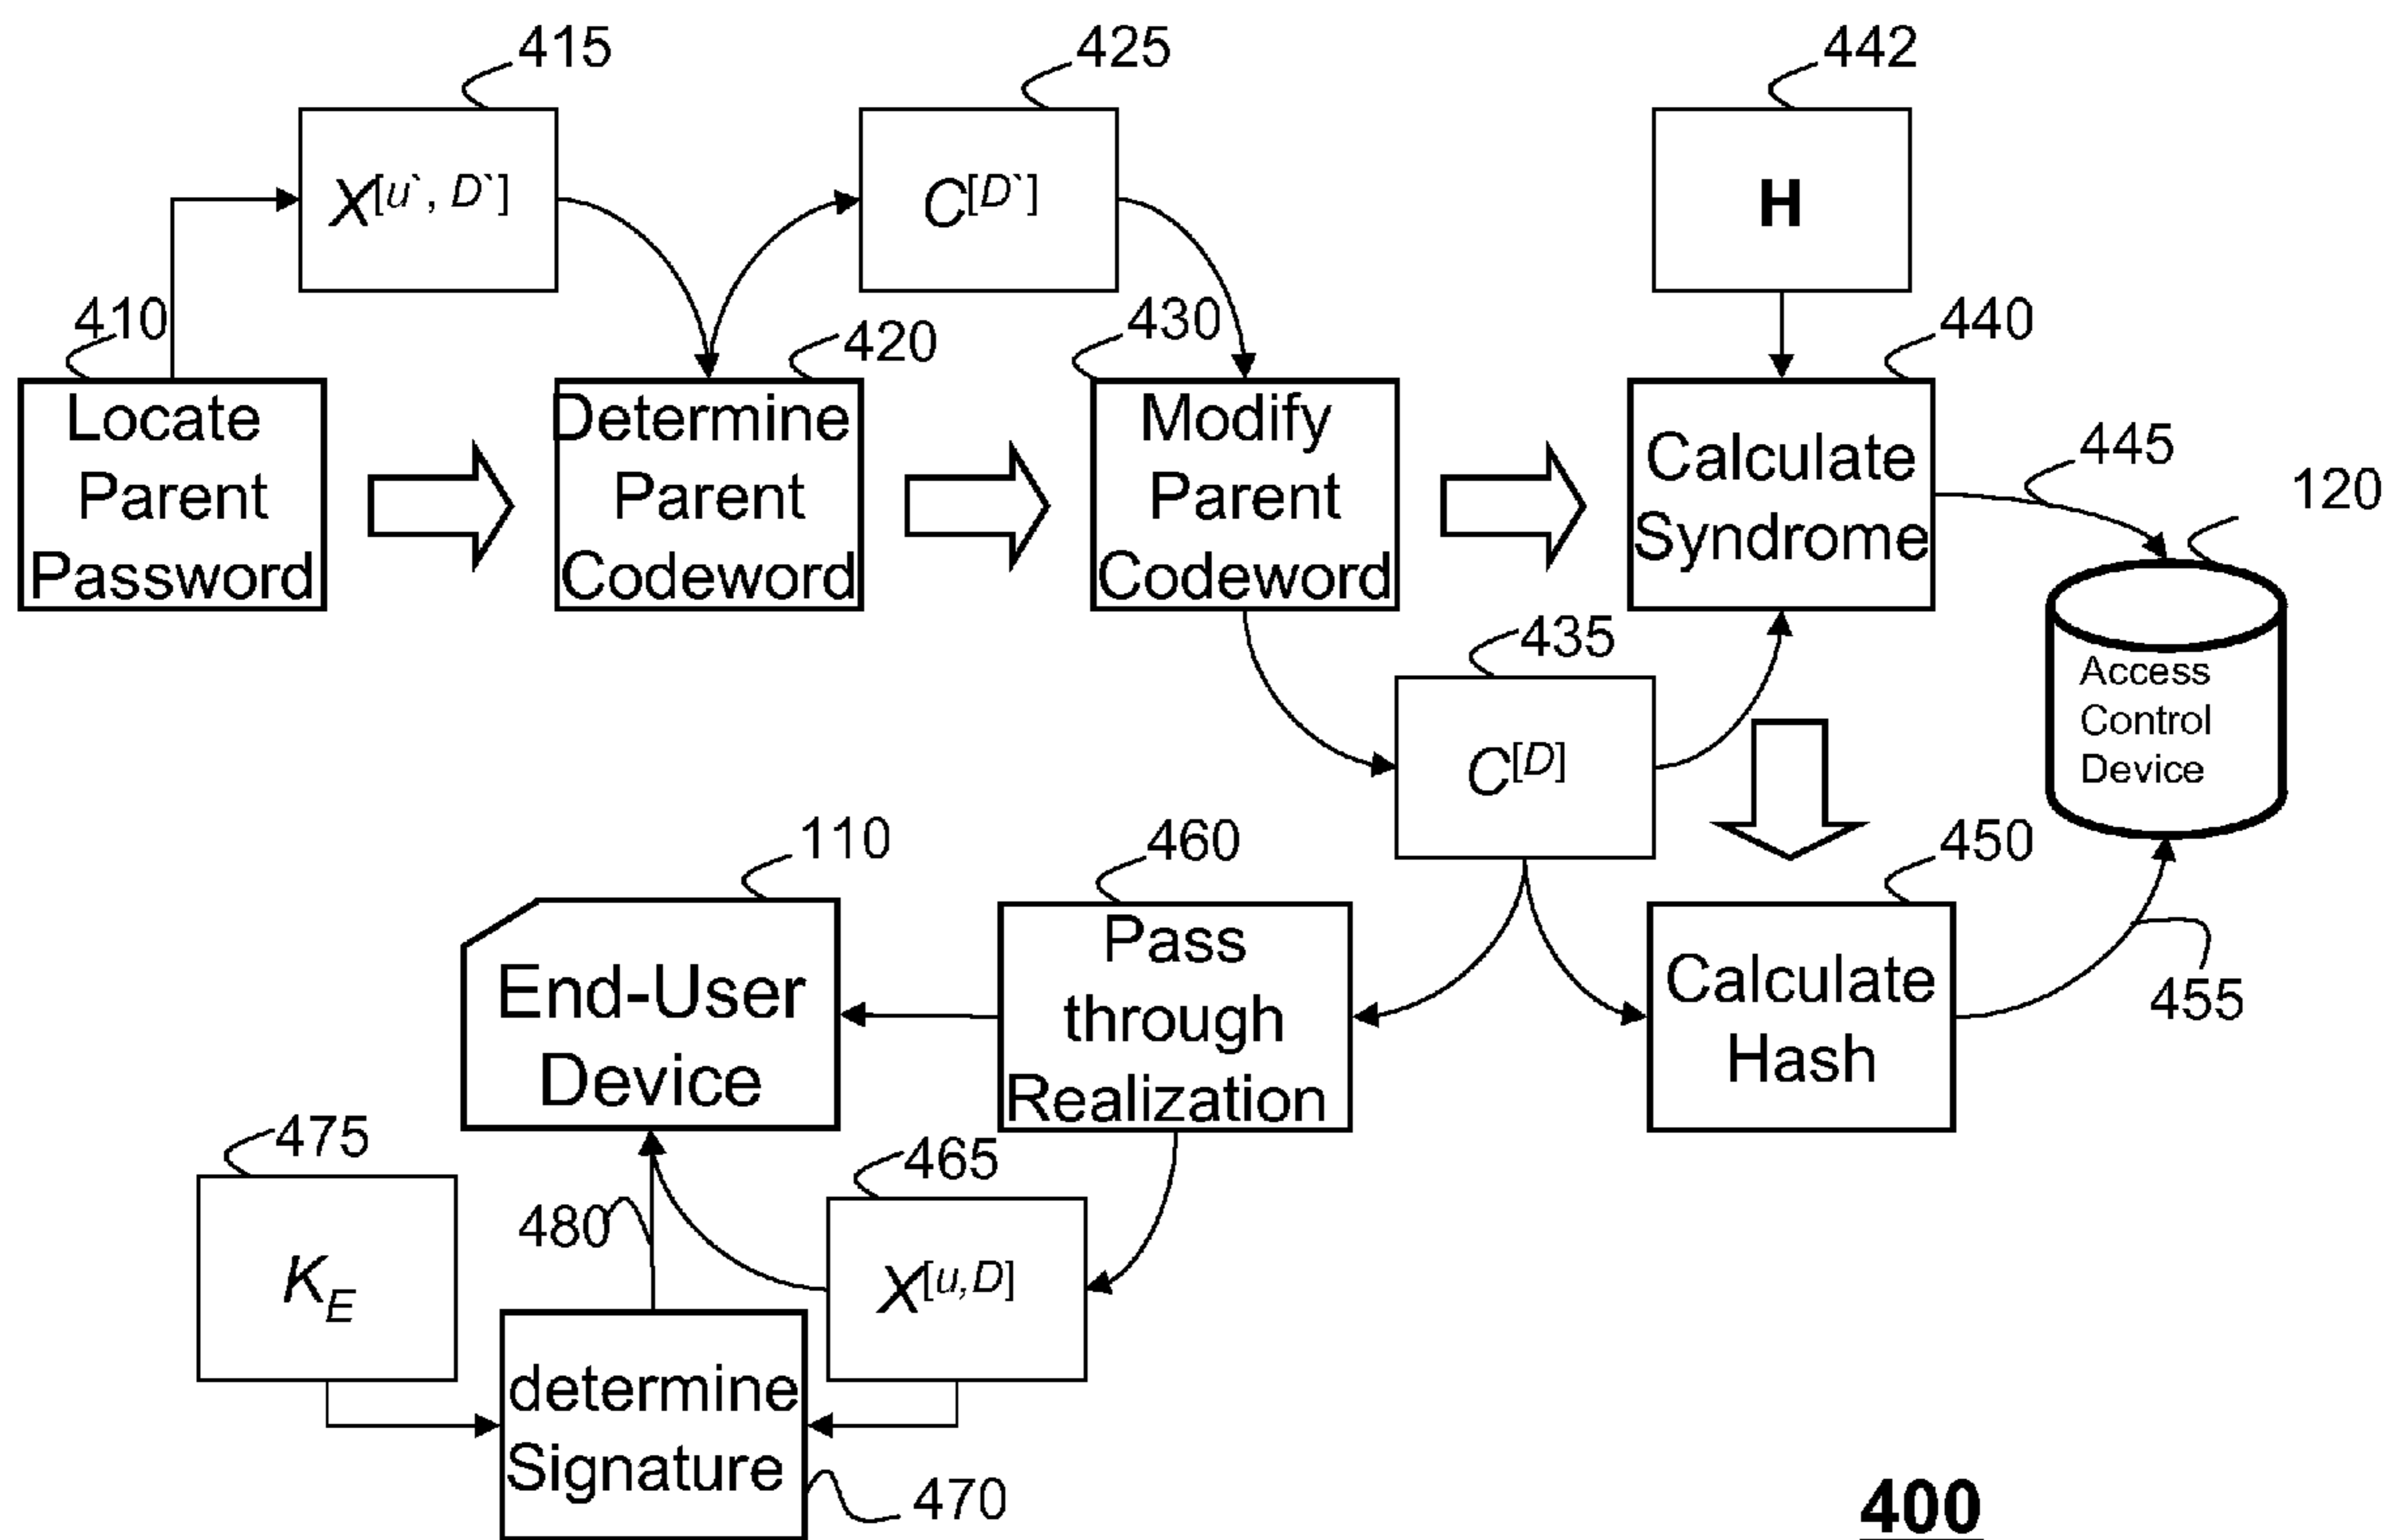 415
425
442
X[u`, D`]
C[D`]
H
410
420
430
440
Locate
Parent
Password
Determine
Parent
Codeword
Modify
Parent
Codeword
Calculate
Syndrome
445
120
435
Access
Control
Device
C[D]
110
460
450
End-User
Device
Pass
through
Realization
Calculate
Hash
455
475
465
480
KE
X[u,D]
determine
Signature
470
400